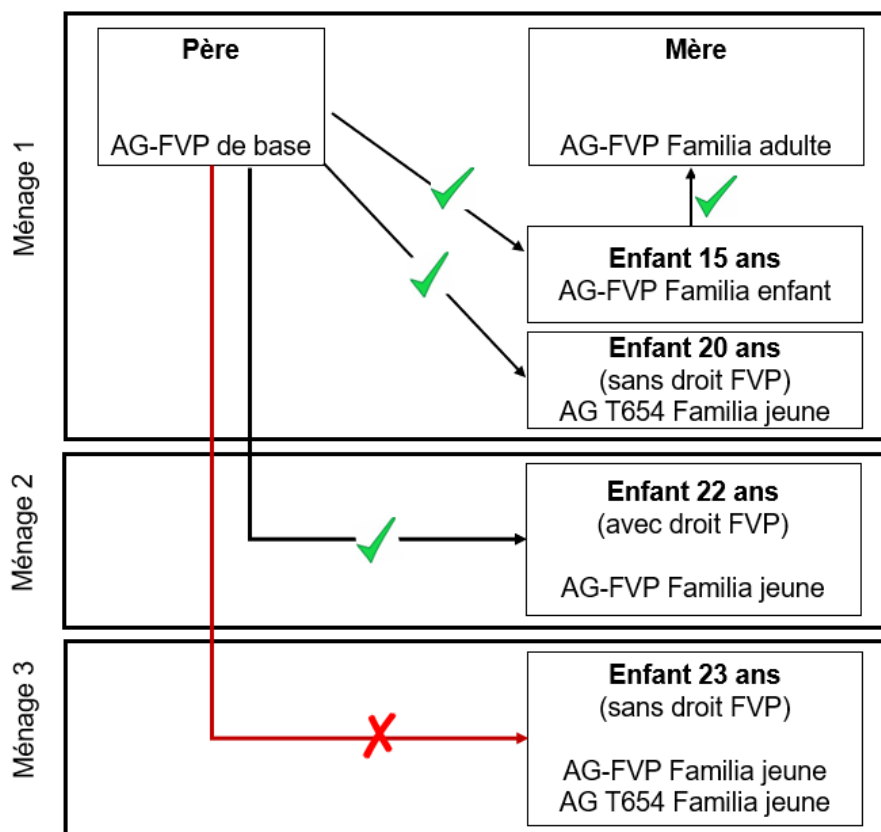 Ménage 1
Père
AG-FVP de base
Mère
AG-FVP Familia adulte
Enfant 15 ans
AG-FVP Familia enfant
Enfant 20 ans
(sans droit FVP)
AG T654 Familia jeune
Ménage 2
Enfant 22 ans
(avec droit FVP)
AG-FVP Familia jeune
Ménage 3
Enfant 23 ans
(sans droit FVP)
AG-FVP Familia jeune
AG T654 Familia jeune